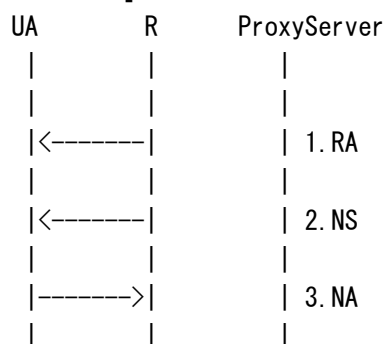 UA R ProxyServer
| | |
| | |
|<-------| | 1. RA
| | |
|<-------| | 2. NS
| | |
|------->| | 3. NA
| | |